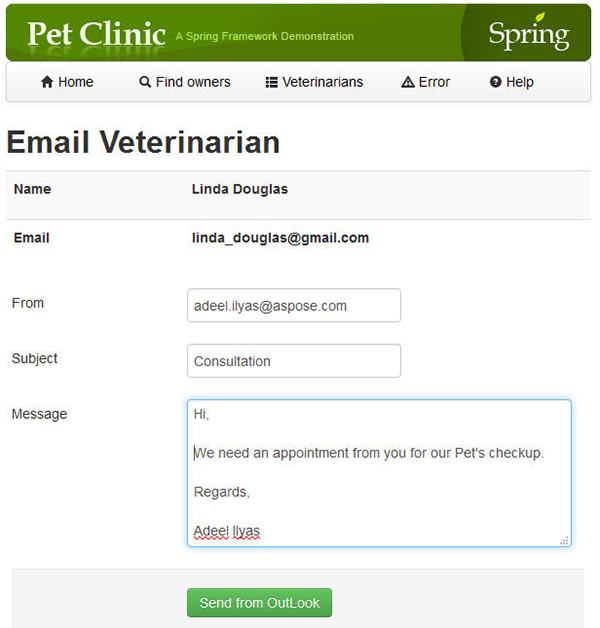 Pet Clinic A Spring Framework Demonstration Spring
Home Find owners Veterinarians Error Help
Email Veterinarian
Name Linda Douglas
Email linda_douglas@gmail.com
From adeel.ilyas@aspose.com
Subject Consultation
Message Hi,
We need an appointment from you for our Pet's checkup.
Regards,
Adeel Ilyas
Send from OutLook